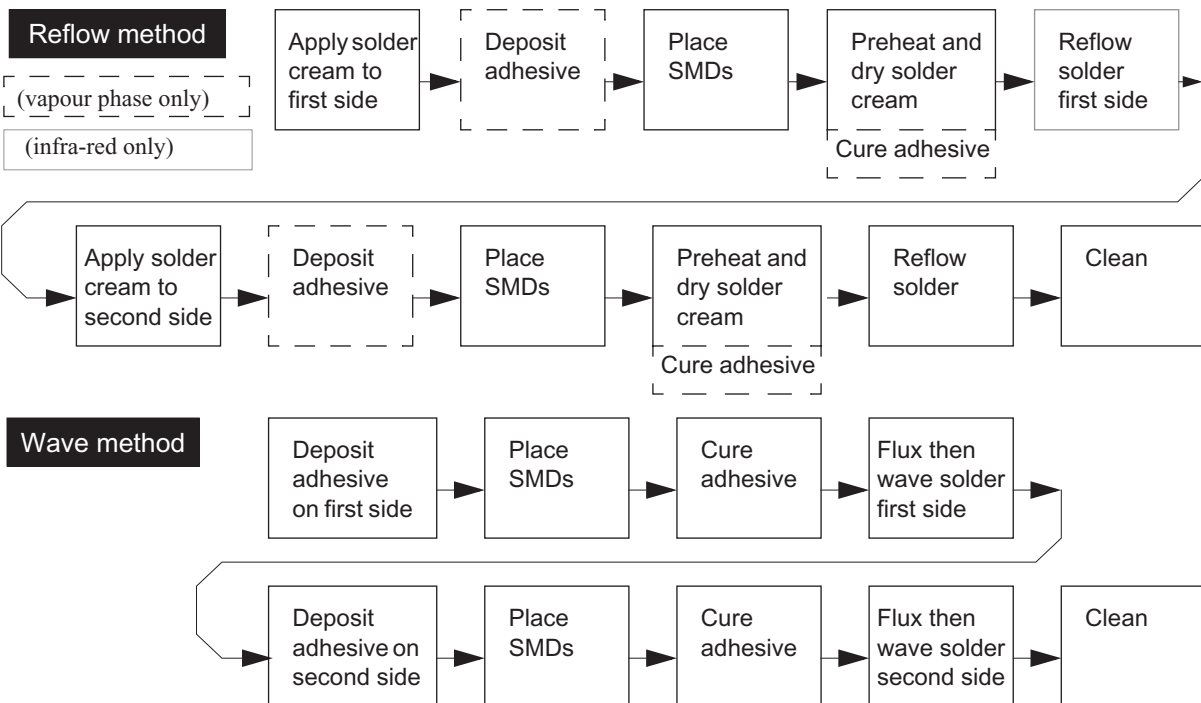 Reflow method
(vapour phase only)
(infra-red only)
Apply solder
cream to
first side
Deposit
adhesive
Place
SMDs
Preheat and
dry solder
cream
Cure adhesive
Reflow
solder
first side
Apply solder
cream to
second side
Deposit
adhesive
Place
SMDs
Preheat and
dry solder
cream
Cure adhesive
Reflow
solder
Clean
Wave method
Deposit
adhesive
on first side
Place
SMDs
Cure
adhesive
Flux then
wave solder
first side
Deposit
adhesive on
second side
Place
SMDs
Cure
adhesive
Flux then
wave solder
second side
Clean